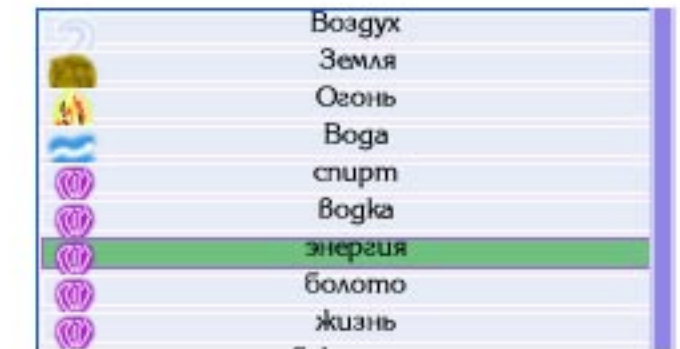 Воздух
Земля
Огонь
Вода
спирт
водка
энергия
болото
жизнь